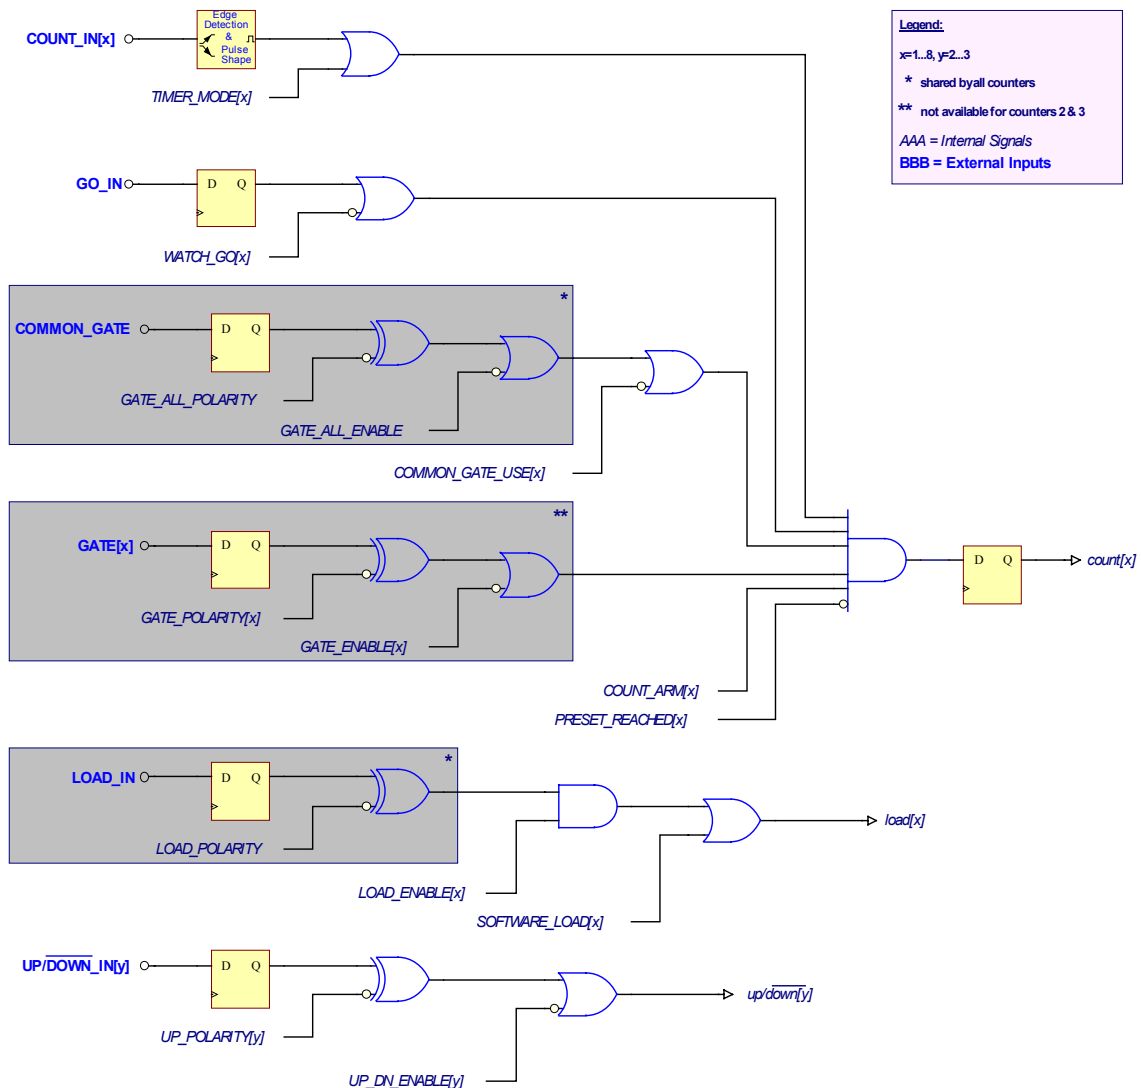 Edge
Detection
&
Pulse
Shape
COUNT_IN[x]
TIMER_MODE[x]
Legend:
x=1...8, y=2...3
* shared byall counters
** not available for counters 2 & 3
AAA = Internal Signals
BBB = External Inputs
GO_IN
D Q
WATCH_GO[x]
*
COMMON_GATE
D Q
GATE_ALL_POLARITY
GATE_ALL_ENABLE
COMMON_GATE_USE[x]
**
GATE[x]
D Q
GATE_POLARITY[x]
GATE_ENABLE[x]
D Q
count[x]
COUNT_ARM[x]
PRESET_REACHED[x]
*
LOAD_IN
D Q
LOAD_POLARITY
load[x]
LOAD_ENABLE[x]
SOFTWARE_LOAD[x]
UP/DOWN_IN[y]
D Q
up/down[y]
UP_POLARITY[y]
UP_DN_ENABLE[y]